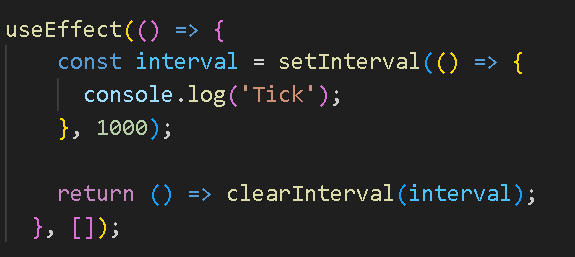 useEffect(() => {
    const interval = setInterval(() => {
      console.log('Tick');
    }, 1000);

    return () => clearInterval(interval);
  }, []);